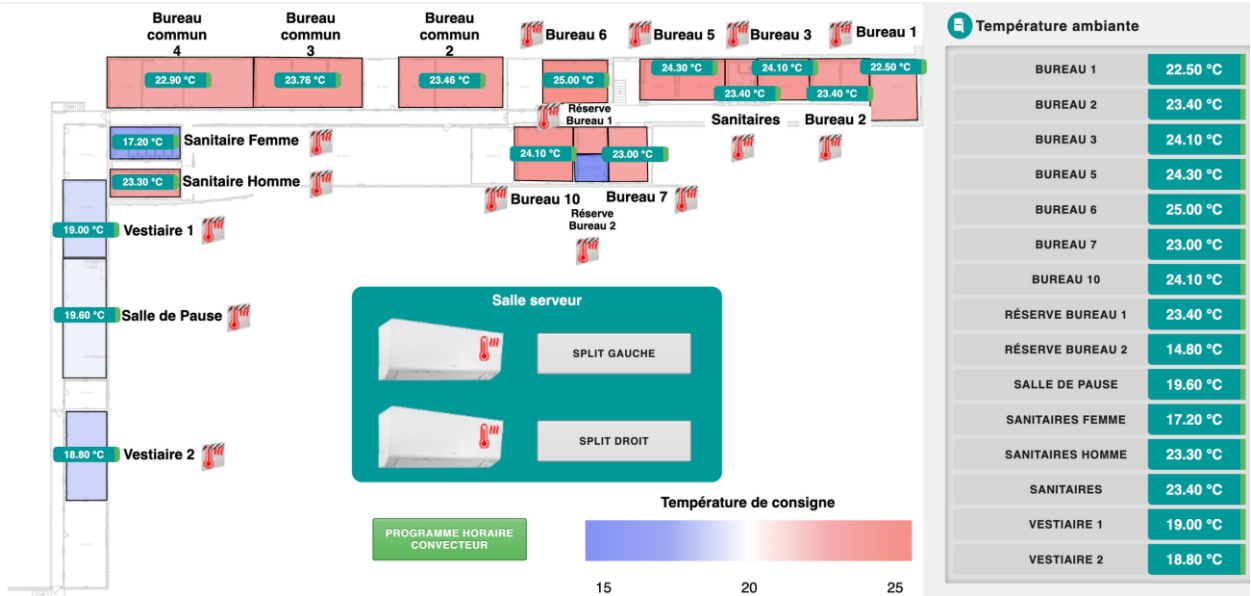 Bureau
commun
4
Bureau
commun
3
Bureau
commun
2
Bureau 6
Bureau 5
Bureau 3
Bureau 1
22.90 °C
23.76 °C
23.46 °C
25.00 °C
24.30 °C
24.10 °C
22.50 °C
23.40 °C
23.40 °C
Réserve
Bureau 1
Sanitaires
Bureau 2
17.20 °C
Sanitaire Femme
24.10 °C
23.00 °C
23.30 °C
Sanitaire Homme
Bureau 10
Bureau 7
Réserve
Bureau 2
19.00 °C
Vestiaire 1
19.60 °C
Salle de Pause
18.80 °C
Vestiaire 2
Salle serveur
SPLIT GAUCHE
SPLIT DROIT
PROGRAMME HORAIRE
CONVECTEUR
Température de consigne
15 20 25
Température ambiante
BUREAU 1 22.50 °C
BUREAU 2 23.40 °C
BUREAU 3 24.10 °C
BUREAU 5 24.30 °C
BUREAU 6 25.00 °C
BUREAU 7 23.00 °C
BUREAU 10 24.10 °C
RÉSERVE BUREAU 1 23.40 °C
RÉSERVE BUREAU 2 14.80 °C
SALLE DE PAUSE 19.60 °C
SANITAIRES FEMME 17.20 °C
SANITAIRES HOMME 23.30 °C
SANITAIRES 23.40 °C
VESTIAIRE 1 19.00 °C
VESTIAIRE 2 18.80 °C